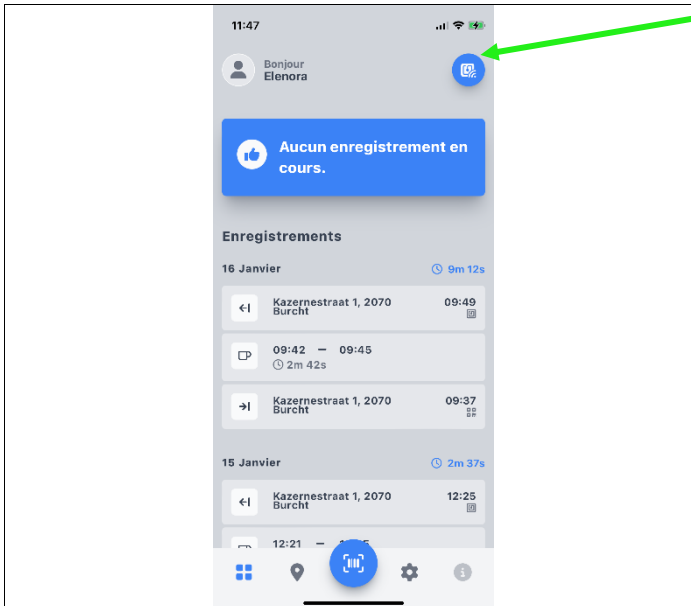 11:47
Bonjour
Elenora
Aucun enregistrement en
cours.
Enregistrements
16 Janvier
9m 12s
Kazernestraat 1, 2070
Burcht
09:49
09:42 – 09:45
2m 42s
Kazernestraat 1, 2070
Burcht
09:37
15 Janvier
2m 37s
Kazernestraat 1, 2070
Burcht
12:25
12:21 –